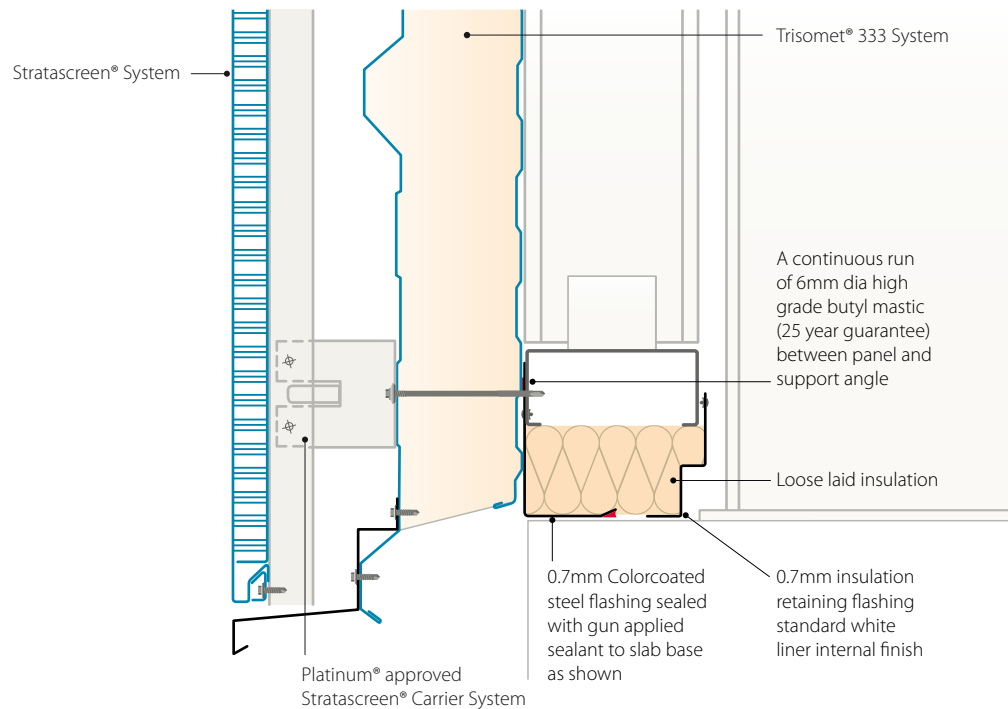 Stratascreen® System
Trisomet® 333 System
A continuous run
of 6mm dia high
grade butyl mastic
(25 year guarantee)
between panel and
support angle
Loose laid insulation
0.7mm Colorcoated
steel flashing sealed
with gun applied
sealant to slab base
as shown
0.7mm insulation
retaining flashing
standard white
liner internal finish
Platinum® approved
Stratascreen® Carrier System